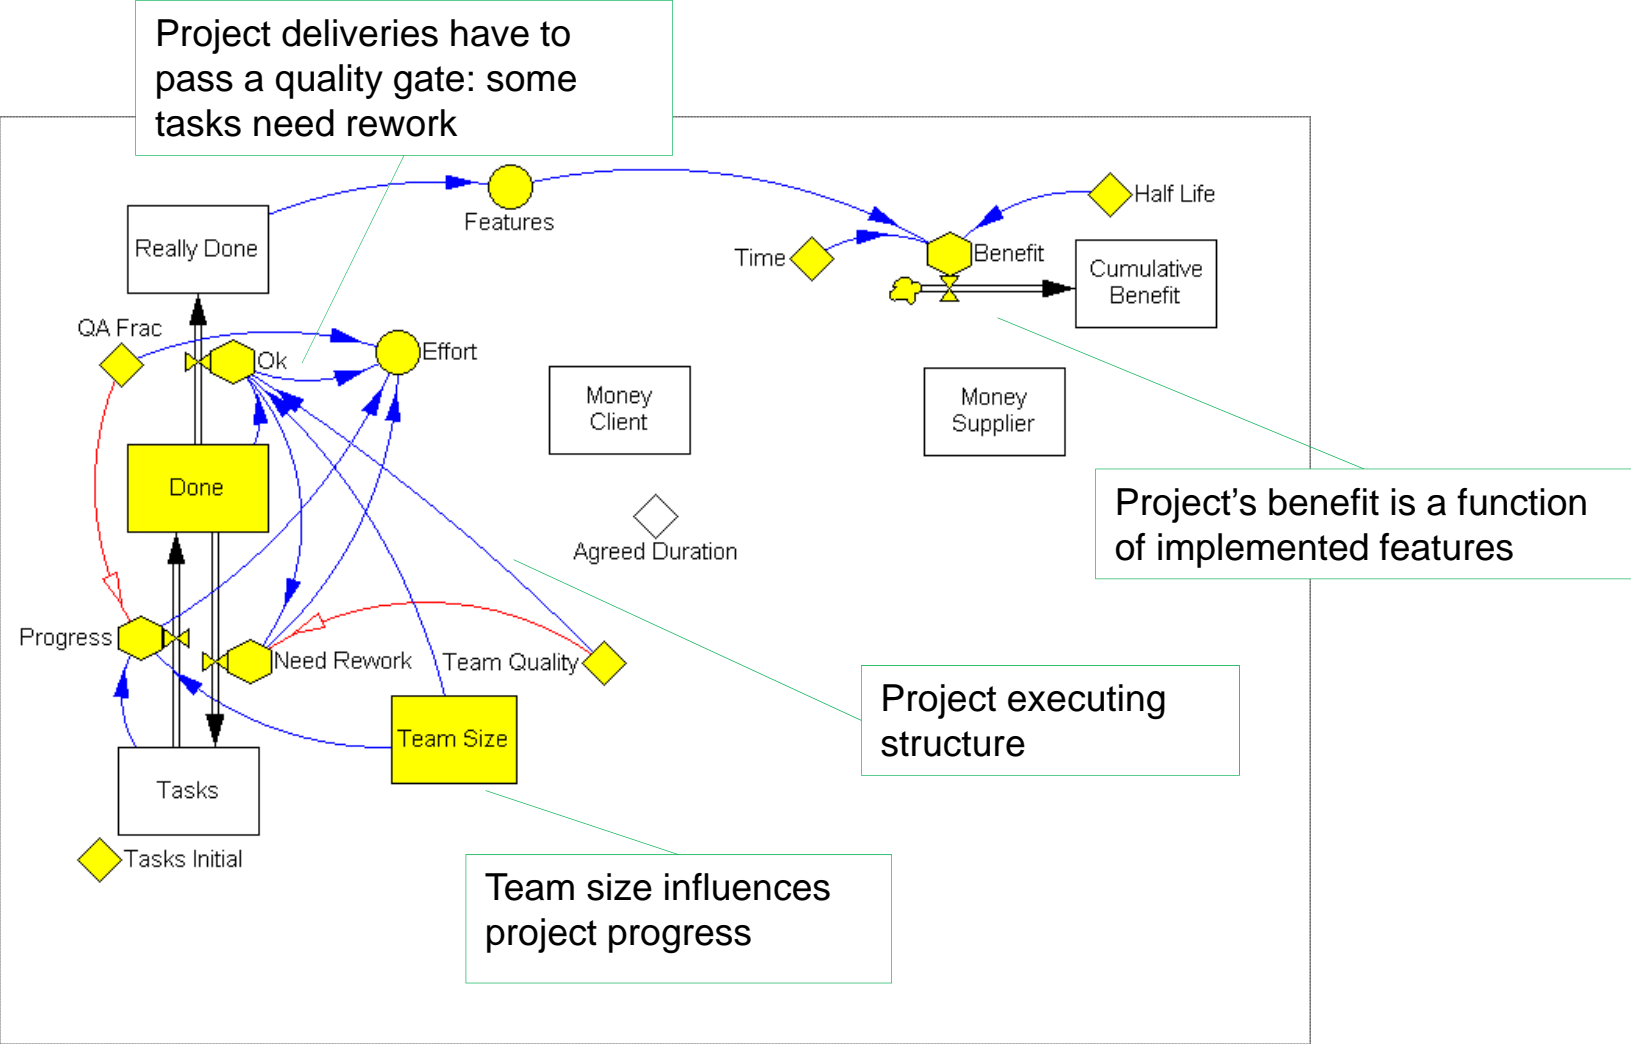 Project deliveries have to
pass a quality gate: some
tasks need rework
Features
Half Life
Really Done
Time
Benefit
Cumulative
Benefit
QA Frac
Ok
Effort
Money
Client
Money
Supplier
Done
Agreed Duration
Project's benefit is a function
of implemented features
Progress
Need Rework
Team Quality
Project executing
structure
Team Size
Tasks
Tasks Initial
Team size influences
project progress